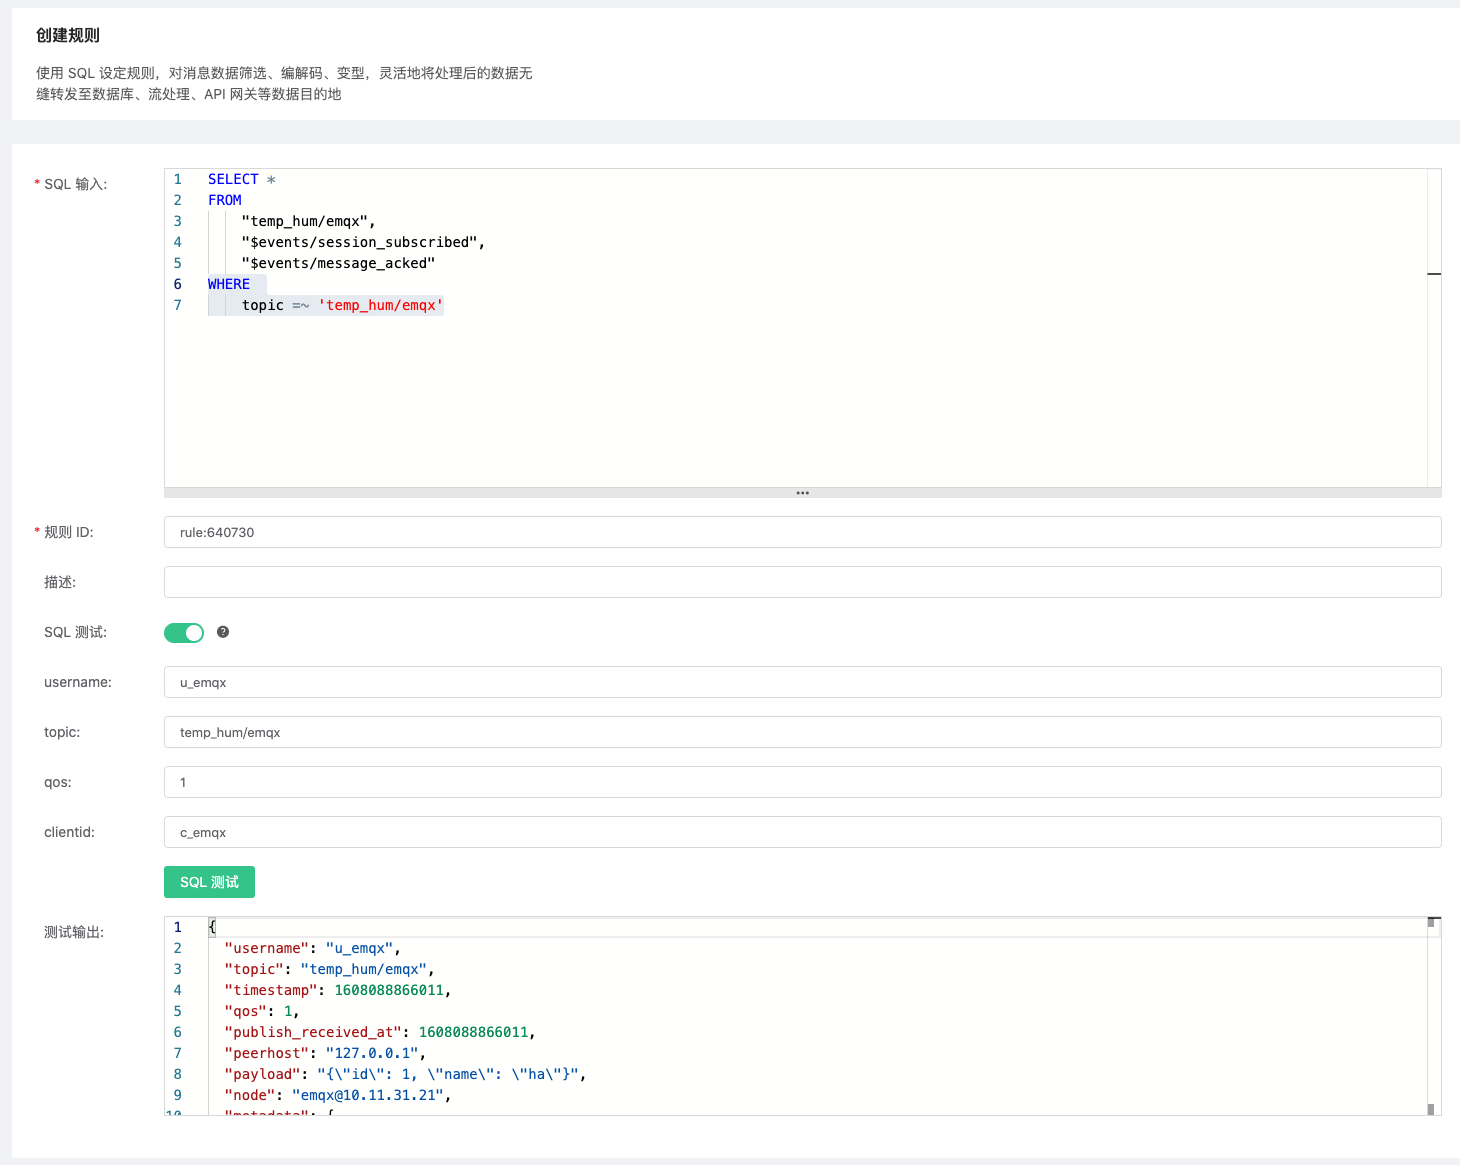 创建规则
使用 SQL 设定规则，对消息数据筛选、编解码、变型，灵活地将处理后的数据无
缝转发至数据库、流处理、API 网关等数据目的地
* SQL 输入:
1 SELECT *
2 FROM
3 "temp_hum/emqx",
4 "$events/session_subscribed",
5 "$events/message_acked"
6 WHERE
7 topic =~ 'temp_hum/emqx'
* 规则 ID: rule:640730
描述:
SQL 测试:
username: u_emqx
topic: temp_hum/emqx
qos: 1
clientid: c_emqx
SQL 测试
测试输出:
1 {
2 "username": "u_emqx",
3 "topic": "temp_hum/emqx",
4 "timestamp": 1608088866011,
5 "qos": 1,
6 "publish_received_at": 1608088866011,
7 "peerhost": "127.0.0.1",
8 "payload": "{\"id\": 1, \"name\": \"ha\"}",
9 "node": "emqx@10.11.31.21",
10 "metadata": {